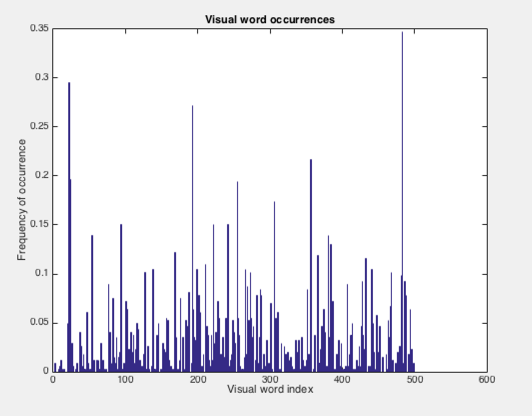 Visual word occurrences
0.35
0.3
0.25
0.2
0.15
0.1
0.05
0
Frequency of occurrence
0 100 200 300 400 500 600
Visual word index